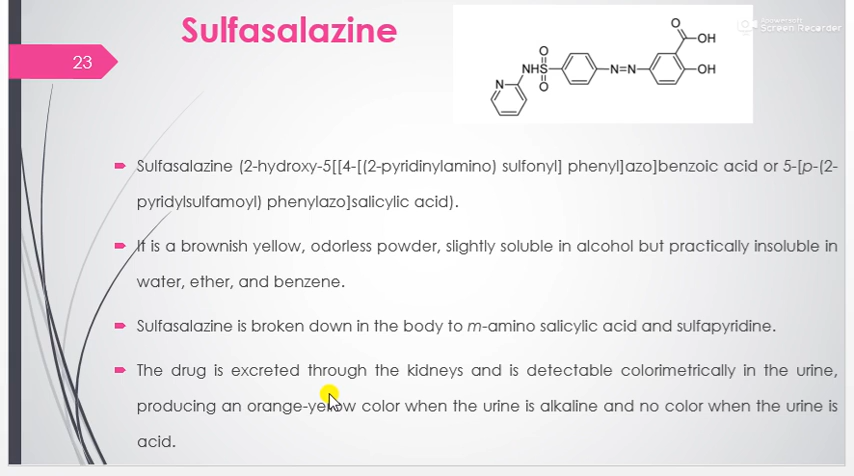 Sulfasalazine
23
Apowersoft
Screen Recorder
O
OH
O
NHS
N=N
OH
N
O
Sulfasalazine (2-hydroxy-5[[4-[(2-pyridinylamino) sulfonyl] phenyl]azo]benzoic acid or 5-[p-(2-
pyridylsulfamoyl) phenylazo]salicylic acid).
It is a brownish yellow, odorless powder, slightly soluble in alcohol but practically insoluble in
water, ether, and benzene.
Sulfasalazine is broken down in the body to m-amino salicylic acid and sulfapyridine.
The drug is excreted through the kidneys and is detectable colorimetrically in the urine,
producing an orange-yellow color when the urine is alkaline and no color when the urine is
acid.